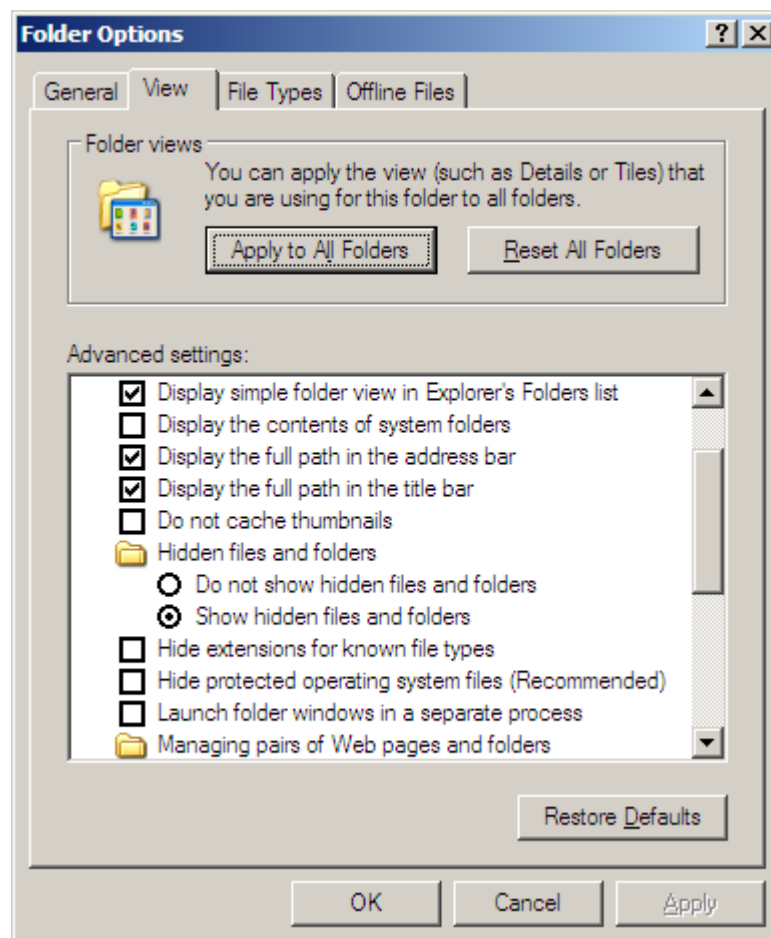 Folder Options
General View File Types Offline Files
Folder views
You can apply the view (such as Details or Tiles) that
you are using for this folder to all folders.
Apply to All Folders Reset All Folders
Advanced settings:
Display simple folder view in Explorer's Folders list
Display the contents of system folders
Display the full path in the address bar
Display the full path in the title bar
Do not cache thumbnails
Hidden files and folders
Do not show hidden files and folders
Show hidden files and folders
Hide extensions for known file types
Hide protected operating system files (Recommended)
Launch folder windows in a separate process
Managing pairs of Web pages and folders
Restore Defaults
OK Cancel Apply